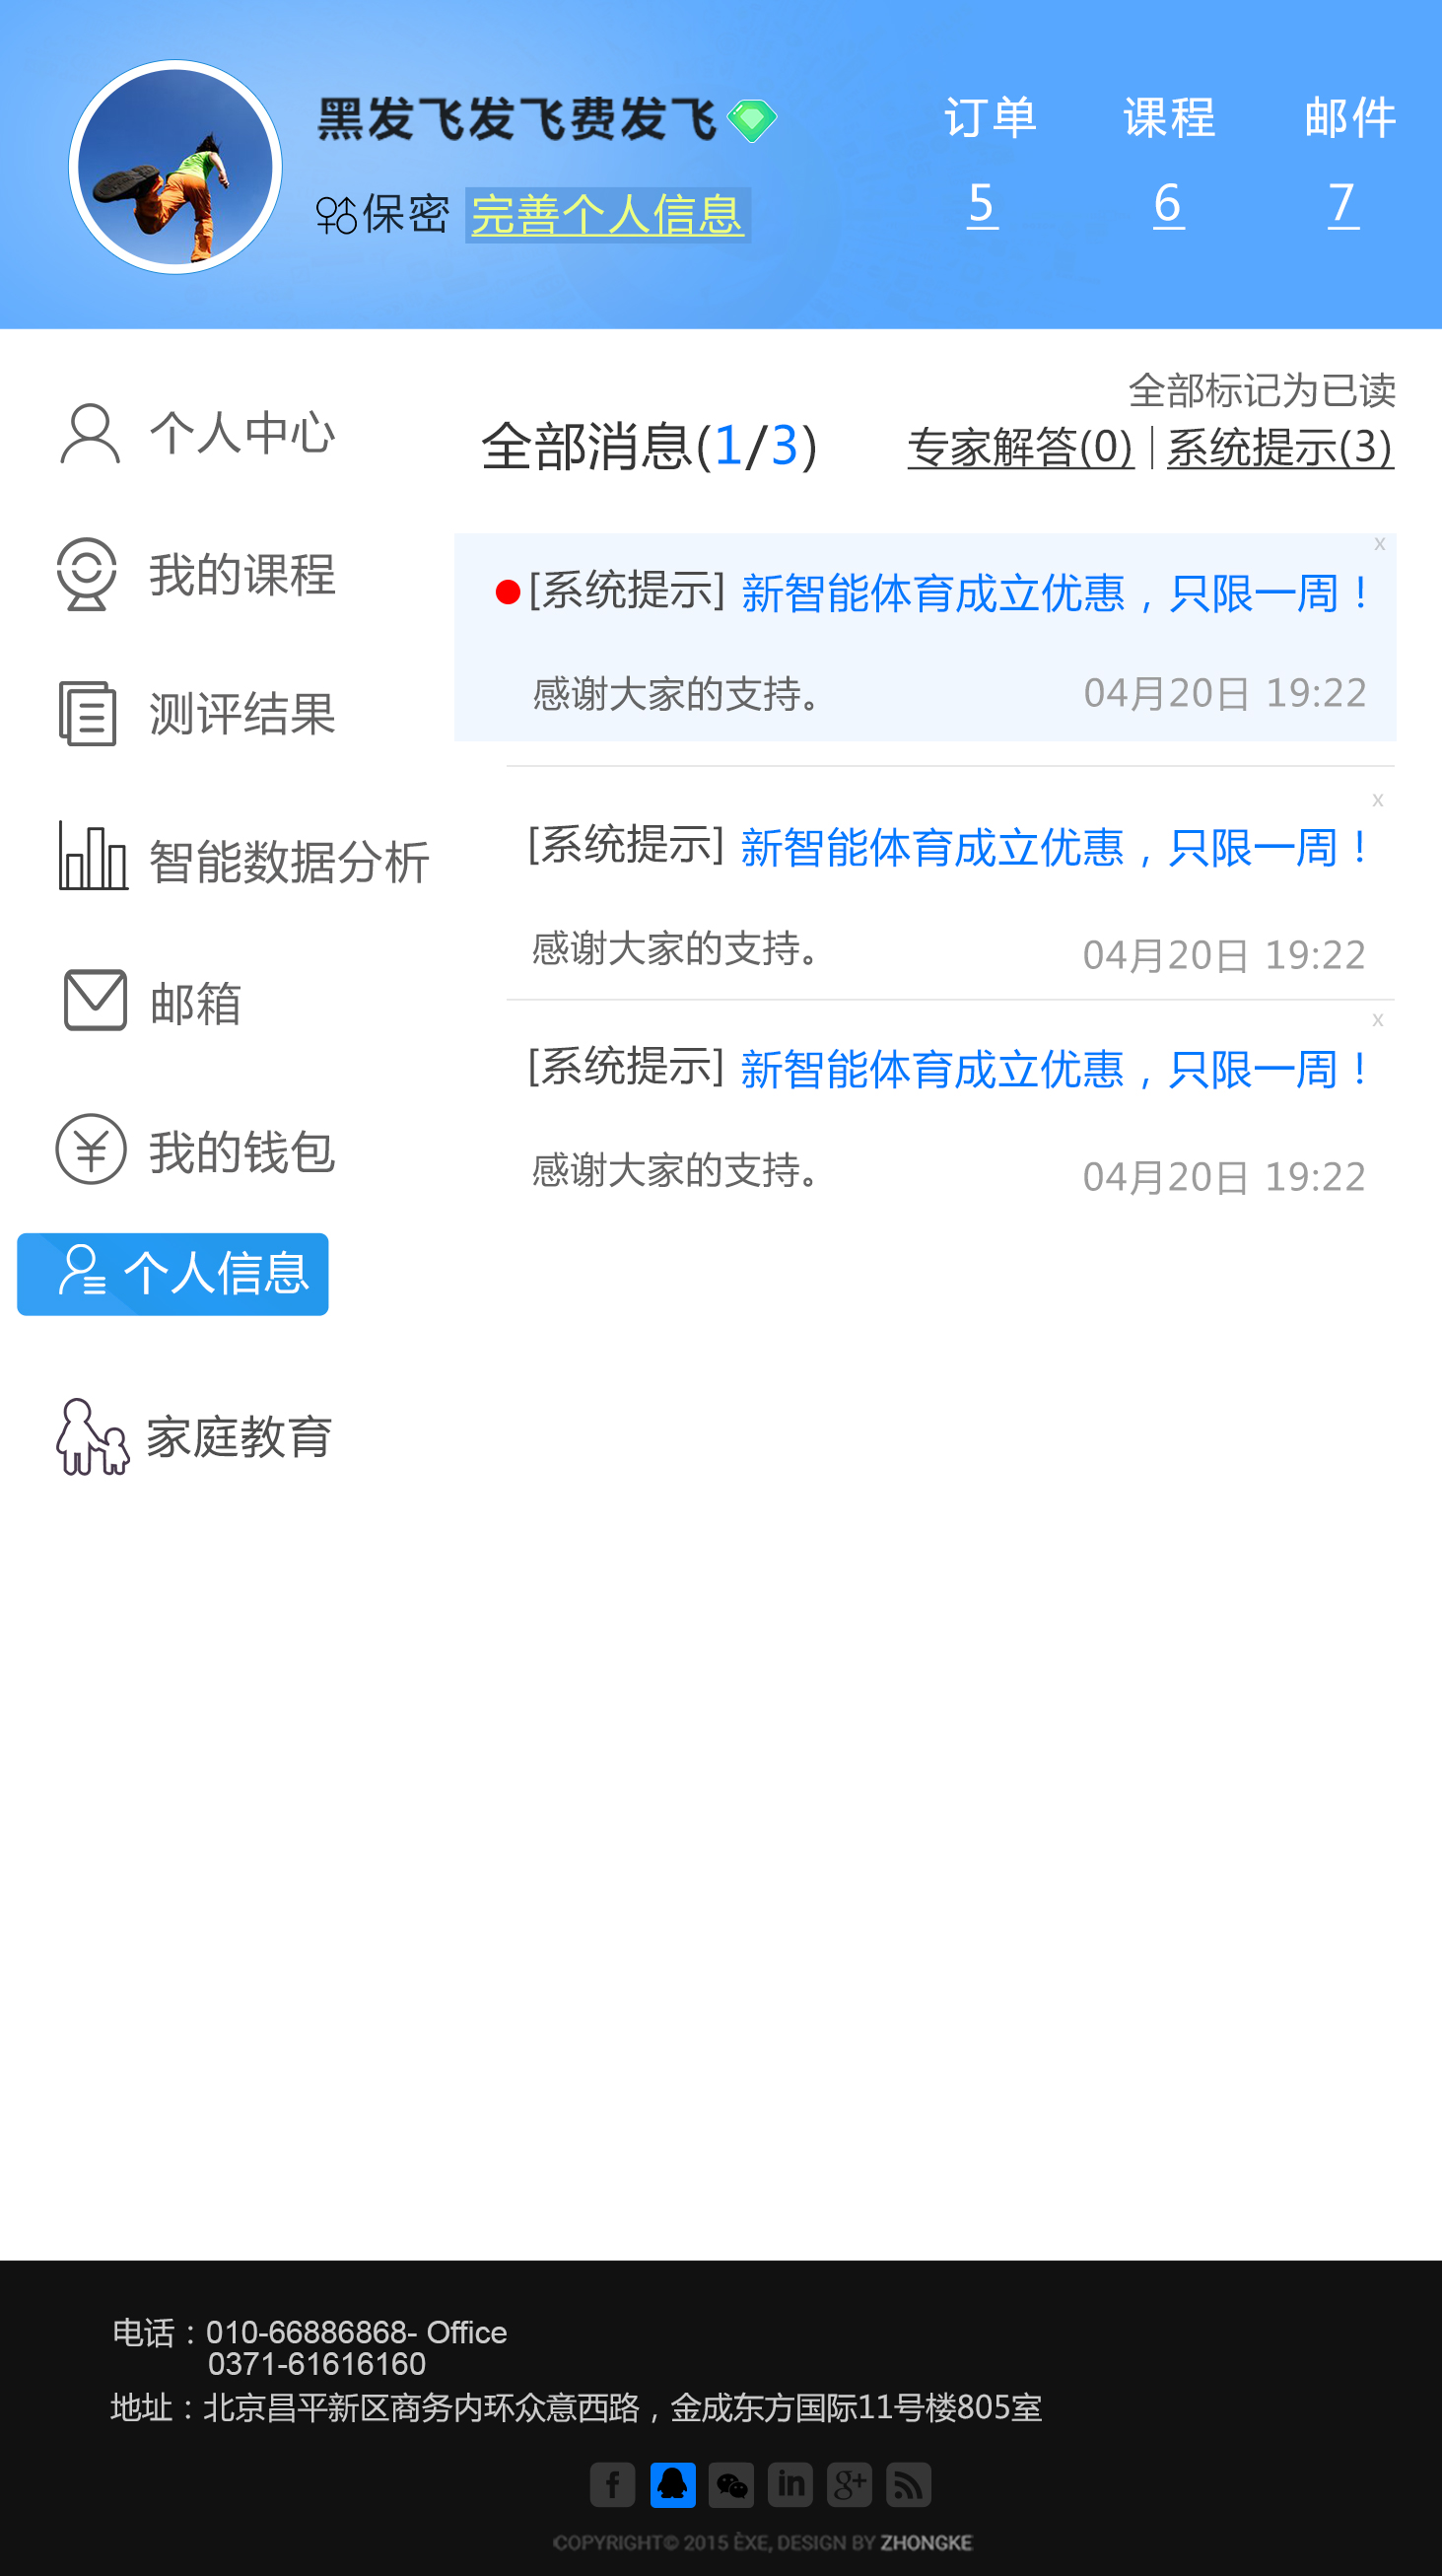 黑发飞发飞费发飞
保密 完善个人信息
订单 课程 邮件
5 6 7
个人中心
我的课程
测评结果
智能数据分析
邮箱
我的钱包
个人信息
家庭教育
全部标记为已读
全部消息(1/3) 专家解答(0) | 系统提示(3)
x
[系统提示] 新智能体育成立优惠，只限一周！
感谢大家的支持。 04月20日 19:22
x
[系统提示] 新智能体育成立优惠，只限一周！
感谢大家的支持。 04月20日 19:22
x
[系统提示] 新智能体育成立优惠，只限一周！
感谢大家的支持。 04月20日 19:22
电话：010-66886868- Office
0371-61616160
地址：北京昌平新区商务内环众意西路，金成东方国际11号楼805室
f in g+
COPYRIGHT© 2015 ÈXE, DESIGN BY ZHONGKE